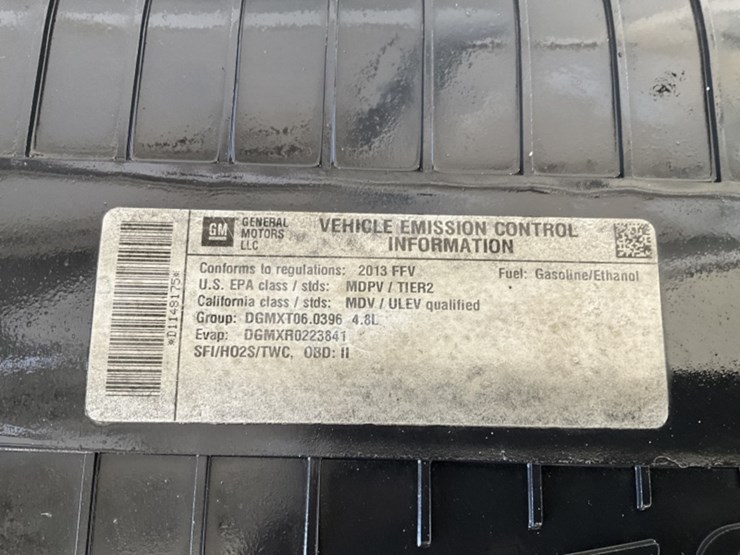 GM GENERAL MOTORS LLC
VEHICLE EMISSION CONTROL
INFORMATION
Conforms to regulations: 2013 FFV
Fuel: Gasoline/Ethanol
U.S. EPA class / stds: MDPV / TIER2
California class / stds: MDV / ULEV qualified
Group: DGMXT06.0396 4.8L
Evap: DGMXR0223841
SFI/HO2S/TWC, OBD: II
*D1148175*